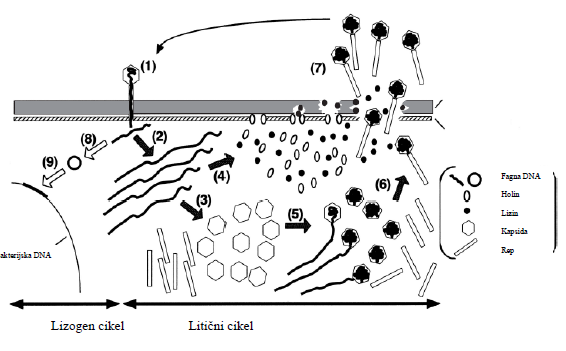 (1)
(7)
(8)
(2)
(9)
(4)
(3)
(5)
(6)
akterijska DNA
Fagna DNA
Holin
Lizin
Kapsida
Rep
Lizogen cikel
Litični cikel